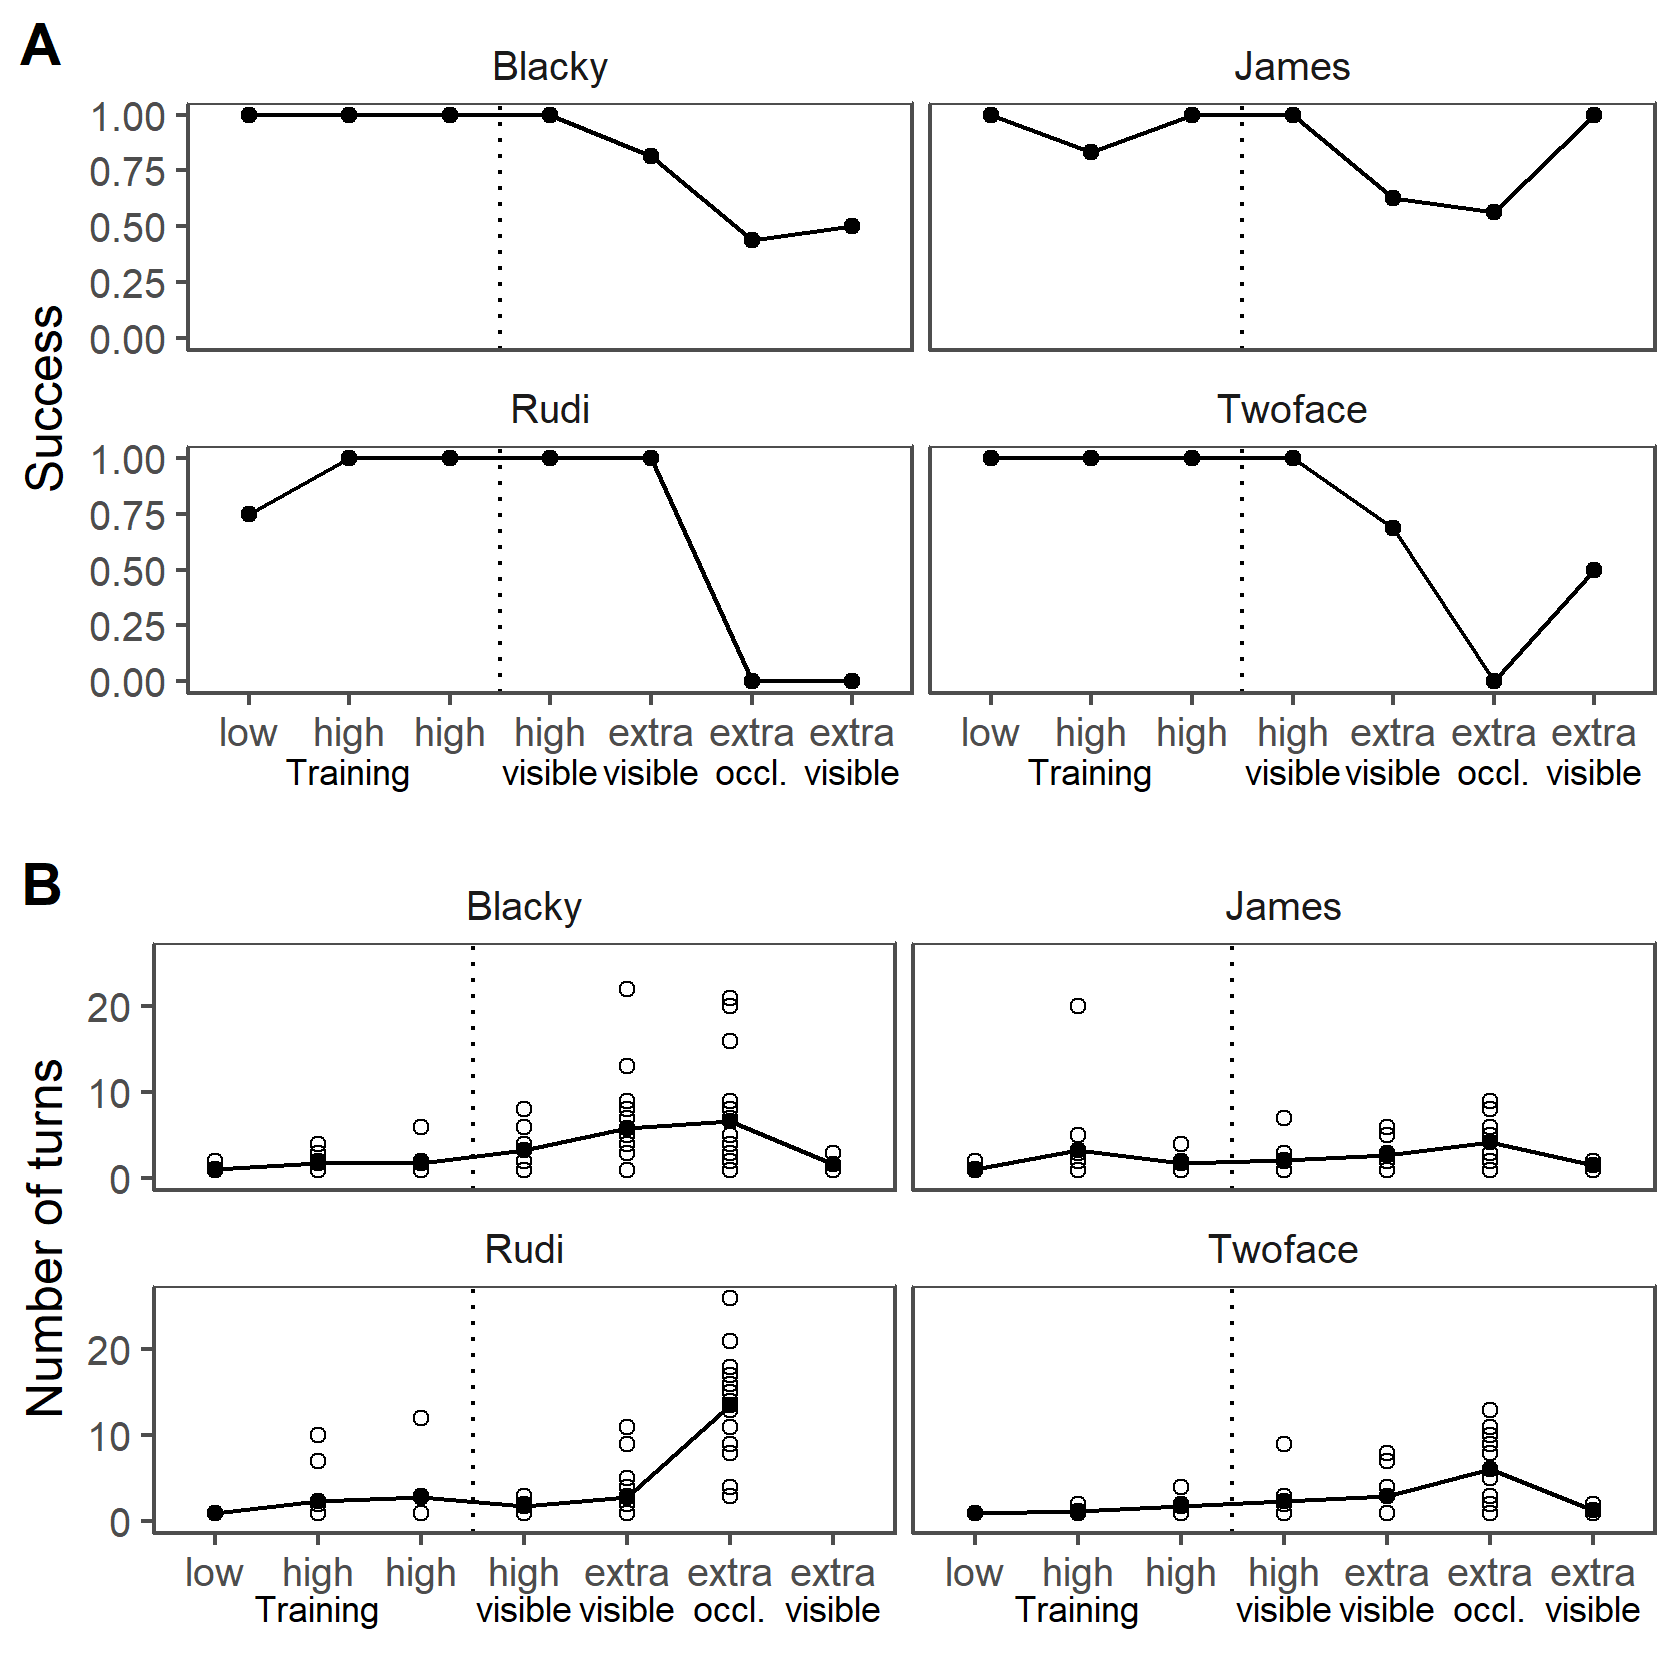 A
Blacky James
1.00
0.75
0.50
0.25
0.00
Success
Rudi Twoface
1.00
0.75
0.50
0.25
0.00
low high high high extra extra extra low high high high extra extra extra
Training visible visible occl. visible Training visible visible occl. visible
B
Blacky James
20
10
0
Number of turns
Rudi Twoface
20
10
0
low high high high extra extra extra low high high high extra extra extra
Training visible visible occl. visible Training visible visible occl. visible